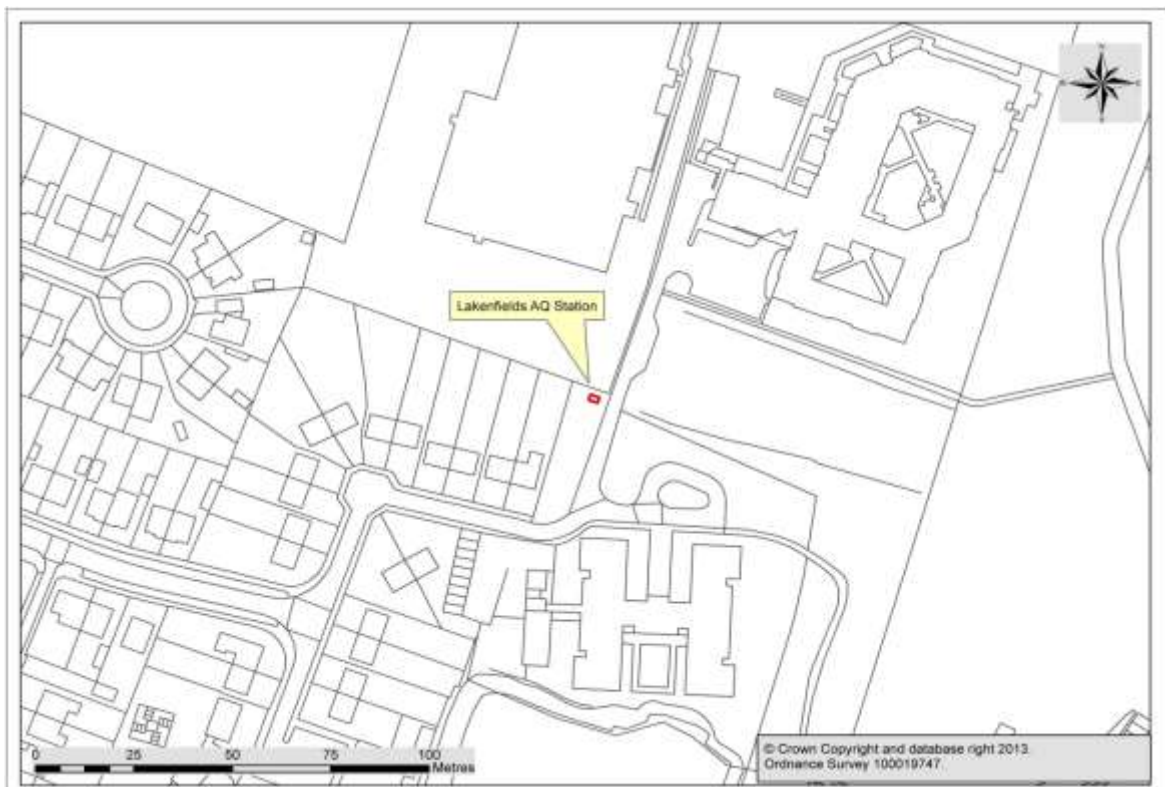 N
Lakenfields AQ Station
0 25 50 75 100
Metres
© Crown Copyright and database right 2013.
Ordnance Survey 100019747.